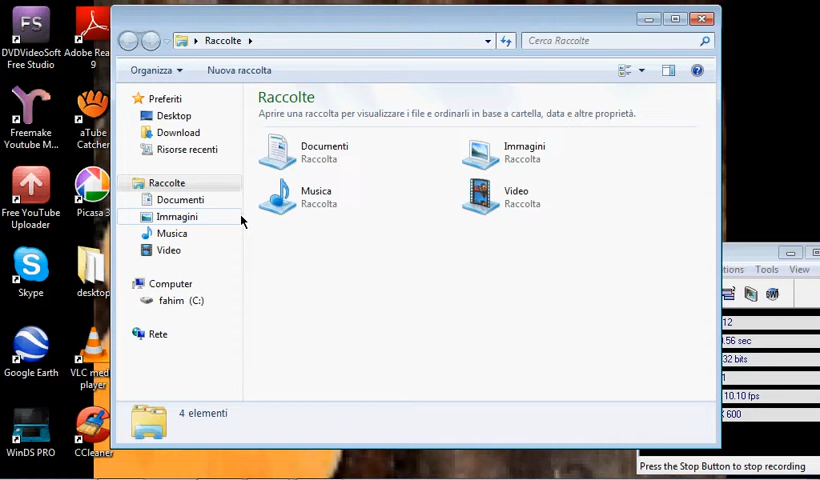 Raccolte
Cerca Raccolte
Organizza
Nuova raccolta
Preferiti
Desktop
Download
Risorse recenti
Raccolte
Documenti
Immagini
Musica
Video
Computer
fahim (C:)
Rete
Raccolte
Aprire una raccolta per visualizzare i file e ordinarli in base a cartella, data e altre proprietà.
Documenti
Raccolta
Immagini
Raccolta
Musica
Raccolta
Video
Raccolta
4 elementi
FS
DVDVideoSoft
Free Studio
Adobe Rea
9
Freemake
Youtube M...
aTube
Catcher
Free YouTube
Uploader
Picasa 3
Skype
desktop
Google Earth
VLC med
player
WinDS PRO
CCleaner
tions Tools View
12
.56 sec
32 bits
10.10 fps
X 600
Press the Stop Button to stop recording